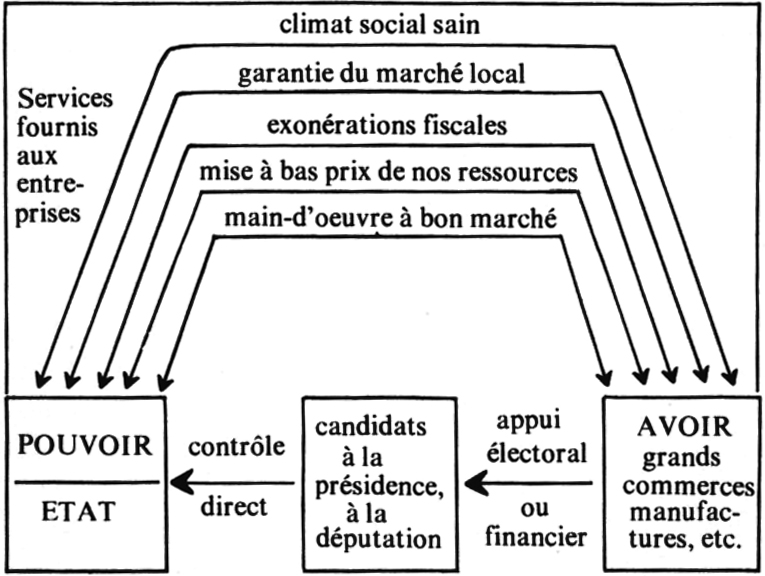 climat social sain
garantie du marché local
exonérations fiscales
mise à bas prix de nos ressources
main-d'oeuvre à bon marché
Services
fournis
aux
entre-
prises
POUVOIR
ETAT
contrôle
direct
candidats
à la
présidence,
à la
députation
appui
électoral
ou
financier
AVOIR
grands
commerces
manufac-
tures, etc.